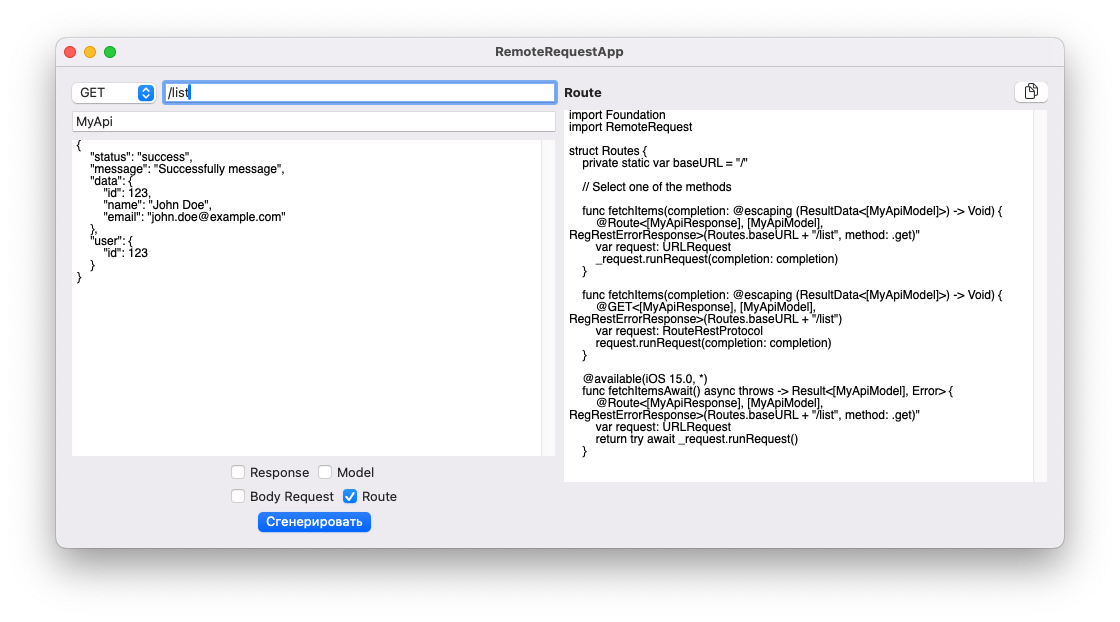 RemoteRequestApp
GET
/list
MyApi
{
    "status": "success",
    "message": "Successfully message",
    "data": {
        "id": 123,
        "name": "John Doe",
        "email": "john.doe@example.com"
    },
    "user": {
        "id": 123
    }
}
Response
Model
Body Request
Route
Сгенерировать
Route
import Foundation
import RemoteRequest

struct Routes {
    private static var baseURL = "/"

    // Select one of the methods

    func fetchItems(completion: @escaping (ResultData<[MyApiModel]>) -> Void) {
        @Route<[MyApiResponse], [MyApiModel],
RegRestErrorResponse>(Routes.baseURL + "/list", method: .get)"
        var request: URLRequest
        _request.runRequest(completion: completion)
    }

    func fetchItems(completion: @escaping (ResultData<[MyApiModel]>) -> Void) {
        @GET<[MyApiResponse], [MyApiModel],
RegRestErrorResponse>(Routes.baseURL + "/list")
        var request: RouteRestProtocol
        request.runRequest(completion: completion)
    }

    @available(iOS 15.0, *)
    func fetchItemsAwait() async throws -> Result<[MyApiModel], Error> {
        @Route<[MyApiResponse], [MyApiModel],
RegRestErrorResponse>(Routes.baseURL + "/list", method: .get)"
        var request: URLRequest
        return try await _request.runRequest()
    }